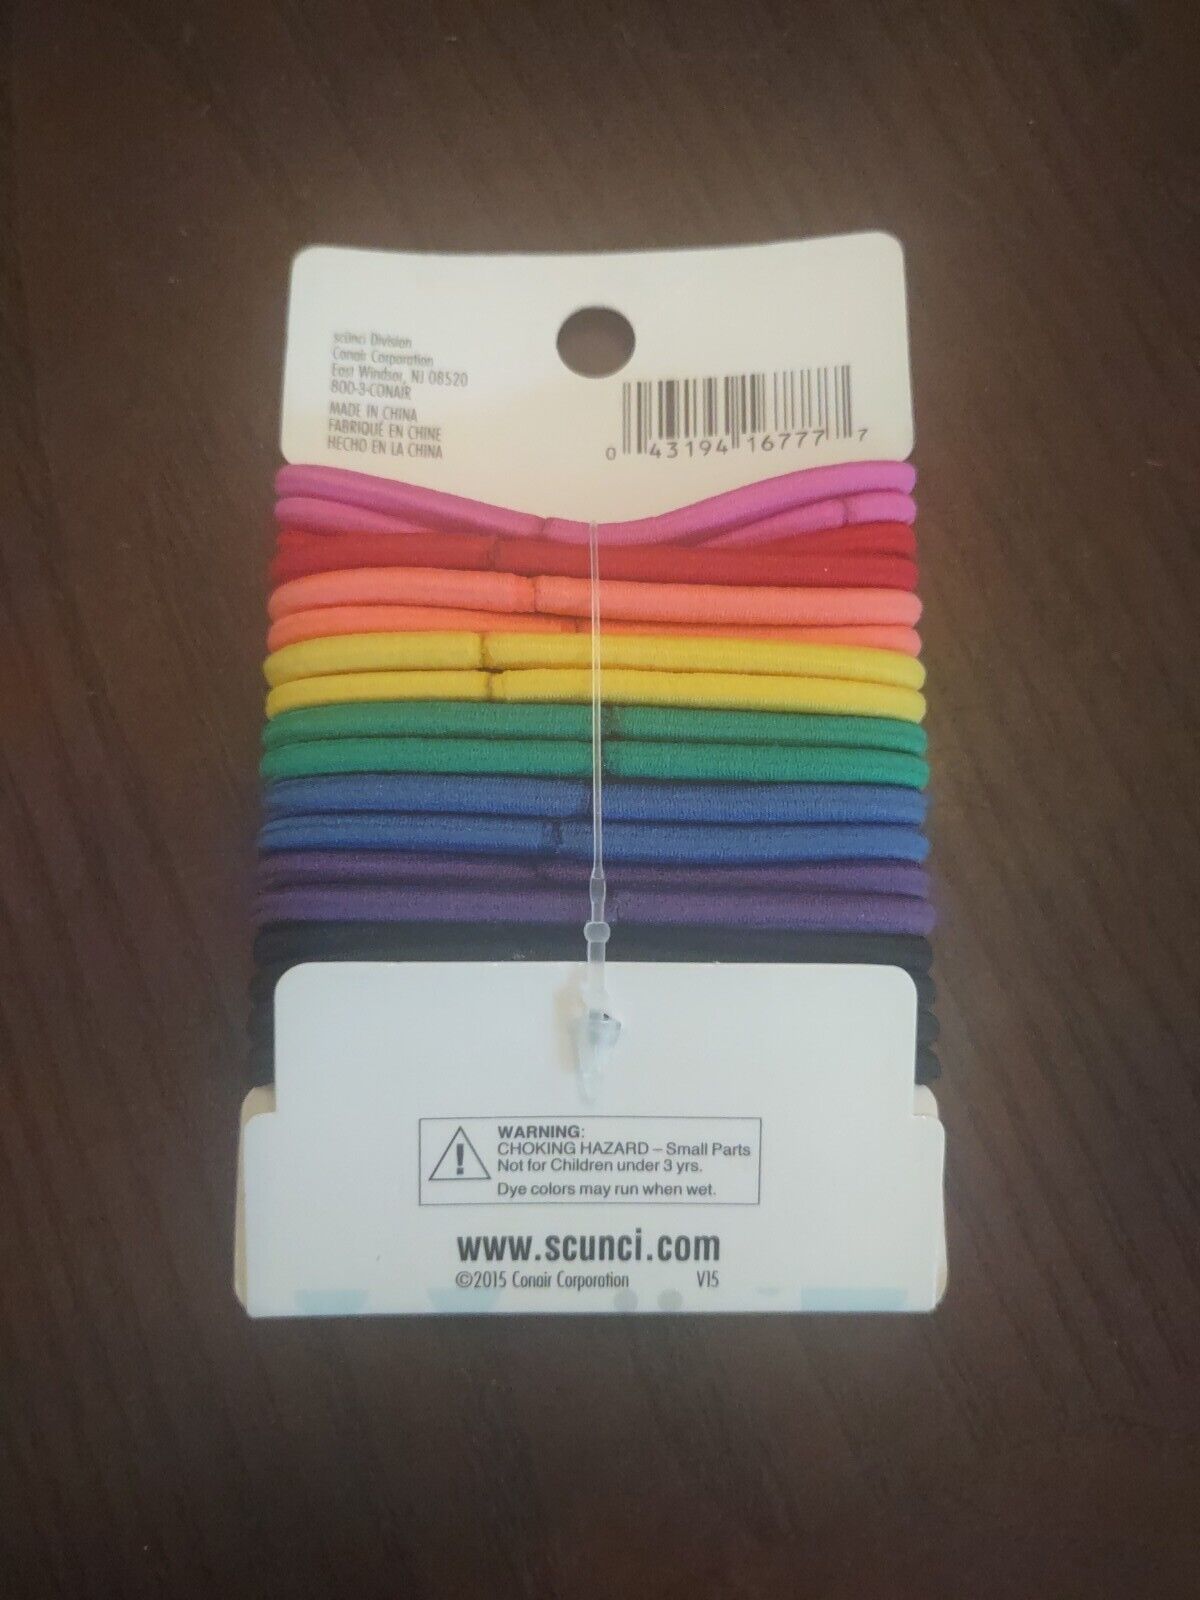 scünci Division
Conair Corporation
East Windsor, NJ 08520
800-3-CONAIR
MADE IN CHINA
FABRIQUÉ EN CHINE
HECHO EN LA CHINA
0 43194 16777 7
WARNING:
CHOKING HAZARD – Small Parts
Not for Children under 3 yrs.
Dye colors may run when wet.
www.scunci.com
©2015 Conair Corporation V15